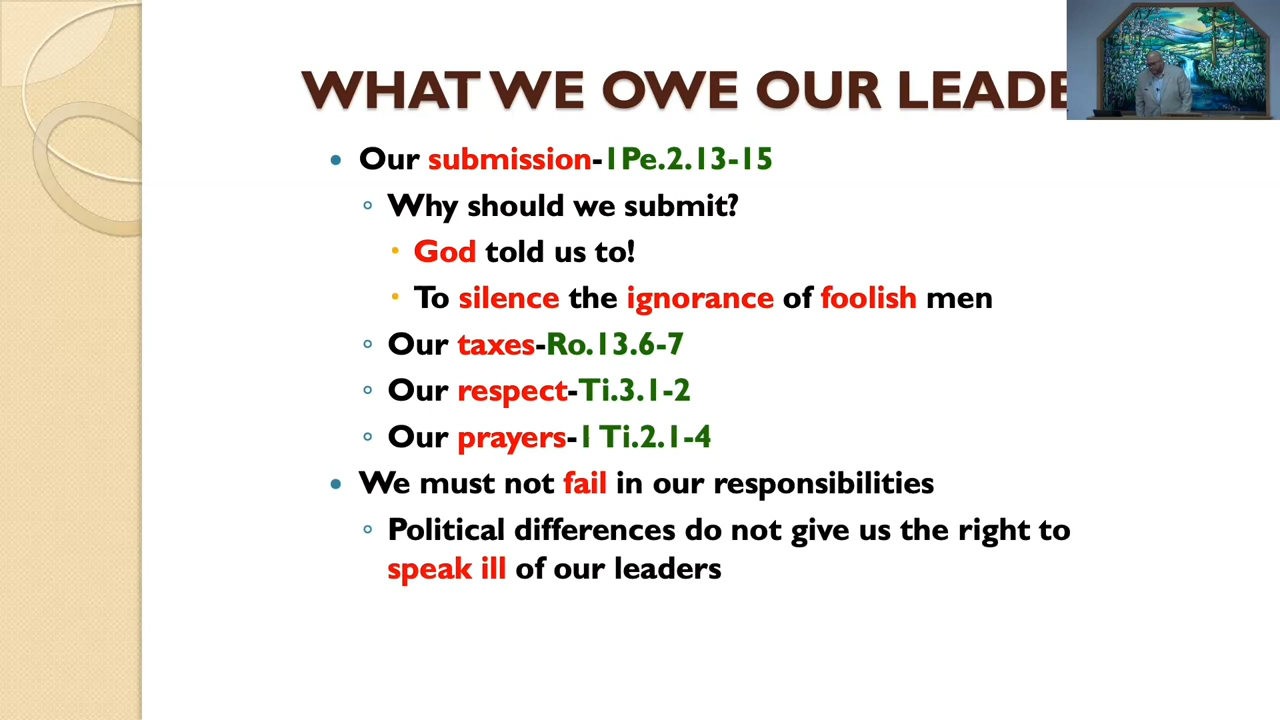 WHAT WE OWE OUR LEADE
Our submission-1Pe.2.13-15
Why should we submit?
God told us to!
To silence the ignorance of foolish men
Our taxes-Ro.13.6-7
Our respect-Ti.3.1-2
Our prayers-1 Ti.2.1-4
We must not fail in our responsibilities
Political differences do not give us the right to
speak ill of our leaders